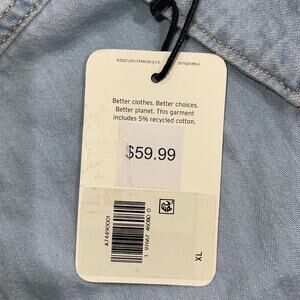 ©2022 LEVI STRAUSS & CO.
Better clothes. Better choices.
Better planet. This garment
includes 5% recycled cotton.
$59.99
A74490001
XL